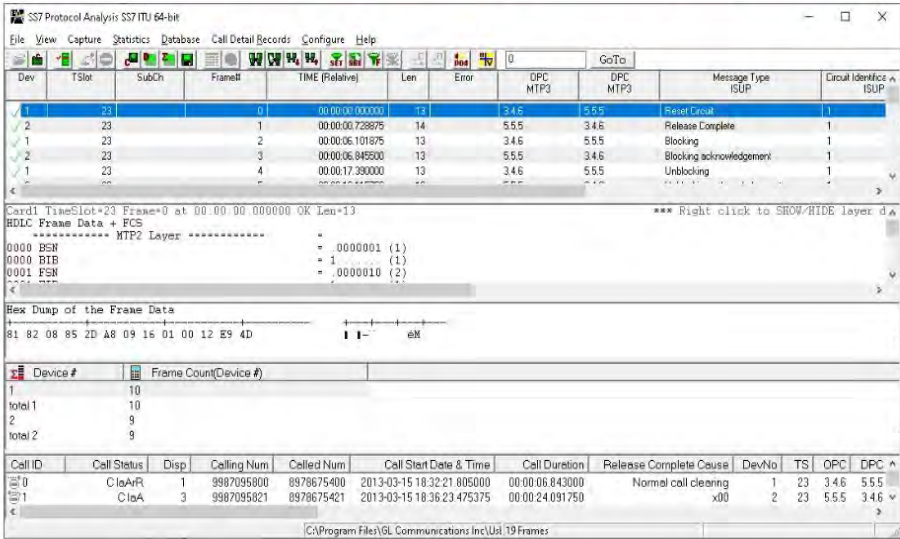 SS7 Protocol Analysis SS7 ITU 64-bit
File View Capture Statistics Database Call Detail Records Configure Help
0 GoTo
Dev TSlot SubCh Frame# TIME (Relative) Len Error OPC MTP3 DPC MTP3 Message Type ISUP Circuit Identifica ISUP
1 23 0 00:00:00.000000 13 3.4.6 5.5.5 Reset Circuit 1
2 23 1 00:00:00.728875 14 5.5.5 3.4.6 Release Complete 1
1 23 2 00:00:06.101875 13 3.4.6 5.5.5 Blocking 1
2 23 3 00:00:06.845500 13 5.5.5 3.4.6 Blocking acknowledgement 1
1 23 4 00:00:17.390000 13 3.4.6 5.5.5 Unblocking 1
Card1 TimeSlot=23 Frame=0 at 00:00:00.000000 OK Len=13 *** Right click to SHOW/HIDE layer d
HDLC Frame Data + FCS
------------ MTP2 Layer ------------ =
0000 BSN = .0000001 (1)
0000 BIB = 1....... (1)
0001 FSN = .0000010 (2)
Hex Dump of the Frame Data
81 82 08 85 2D A8 09 16 01 00 12 E9 4D éM
Device # Frame Count(Device #)
1 10
total 1 10
2 9
total 2 9
Call ID Call Status Disp Calling Num Called Num Call Start Date & Time Call Duration Release Complete Cause DevNo TS OPC DPC
0 C IaArR 1 9987095800 8978675400 2013-03-15 18:32:21.805000 00:00:06.843000 Normal call clearing 1 23 3.4.6 5.5.5
1 C IaA 3 9987095821 8978675421 2013-03-15 18:36:23.475375 00:00:24.091750 x00 2 23 5.5.5 3.4.6
C:\Program Files\GL Communications Inc\Usl 19 Frames